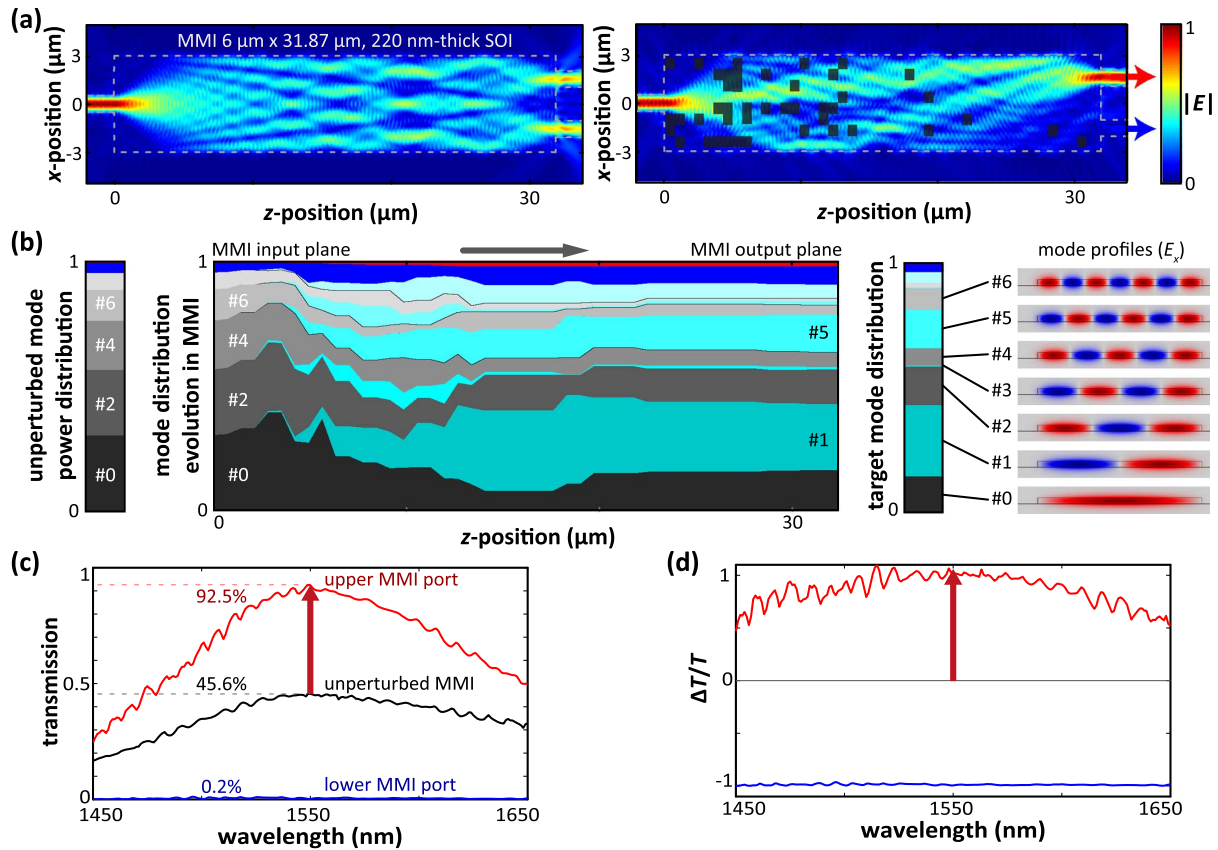 (a)
MMI 6 µm x 31.87 µm, 220 nm-thick SOI
x-position (µm)
3
0
-3
0
30
z-position (µm)
x-position (µm)
3
0
-3
0
30
z-position (µm)
1
|E|
0
(b)
unperturbed mode
power distribution
1
0
#6
#4
#2
#0
MMI input plane
MMI output plane
mode distribution
evolution in MMI
1
0
#6
#4
#2
#0
#5
#1
0
30
z-position (µm)
target mode distribution
1
0
mode profiles (Ex)
#6
#5
#4
#3
#2
#1
#0
(c)
transmission
1
0.5
0
92.5%
upper MMI port
45.6%
unperturbed MMI
0.2%
lower MMI port
1450
1550
1650
wavelength (nm)
(d)
ΔT/T
1
0
-1
1450
1550
1650
wavelength (nm)